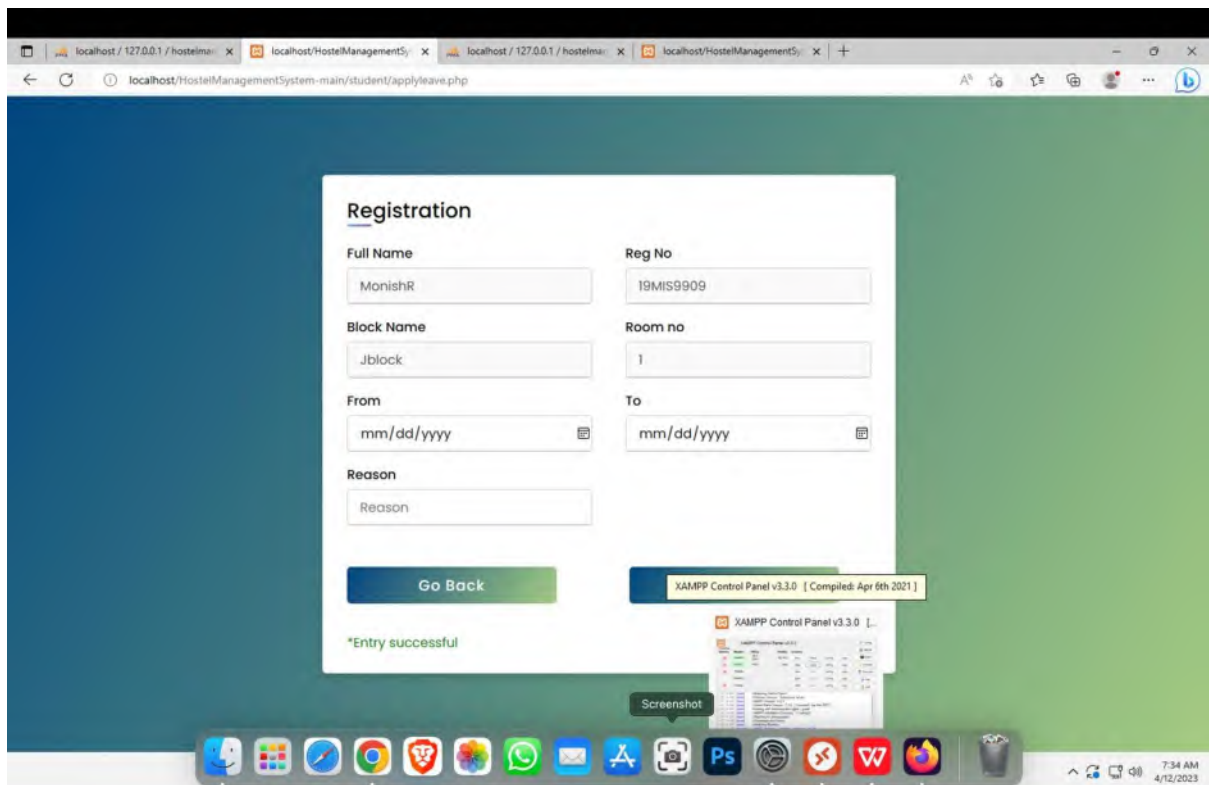 localhost / 127.0.0.1 / hostelma
localhost/HostelManagementSy
localhost / 127.0.0.1 / hostelma
localhost/HostelManagementSy
localhost/HostelManagementSystem-main/student/applyleave.php
Registration
Full Name
Reg No
MonishR
19MIS9909
Block Name
Room no
Jblock
1
From
To
mm/dd/yyyy
mm/dd/yyyy
Reason
Reason
Go Back
XAMPP Control Panel v3.3.0 [ Compiled: Apr 6th 2021 ]
XAMPP Control Panel v3.3.0 [...
*Entry successful
Screenshot
Ps
7:34 AM
4/12/2023